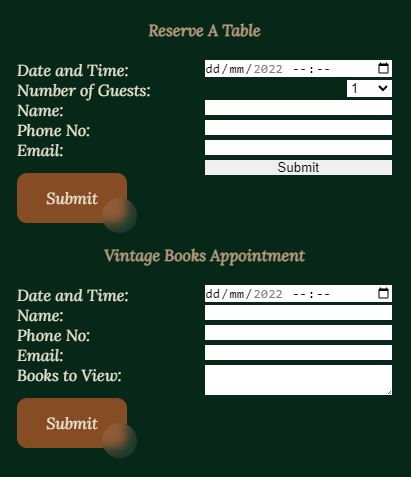 Reserve A Table
Date and Time: dd/mm/2022 --:--
Number of Guests: 1
Name:
Phone No:
Email:
Submit
Submit
Vintage Books Appointment
Date and Time: dd/mm/2022 --:--
Name:
Phone No:
Email:
Books to View:
Submit